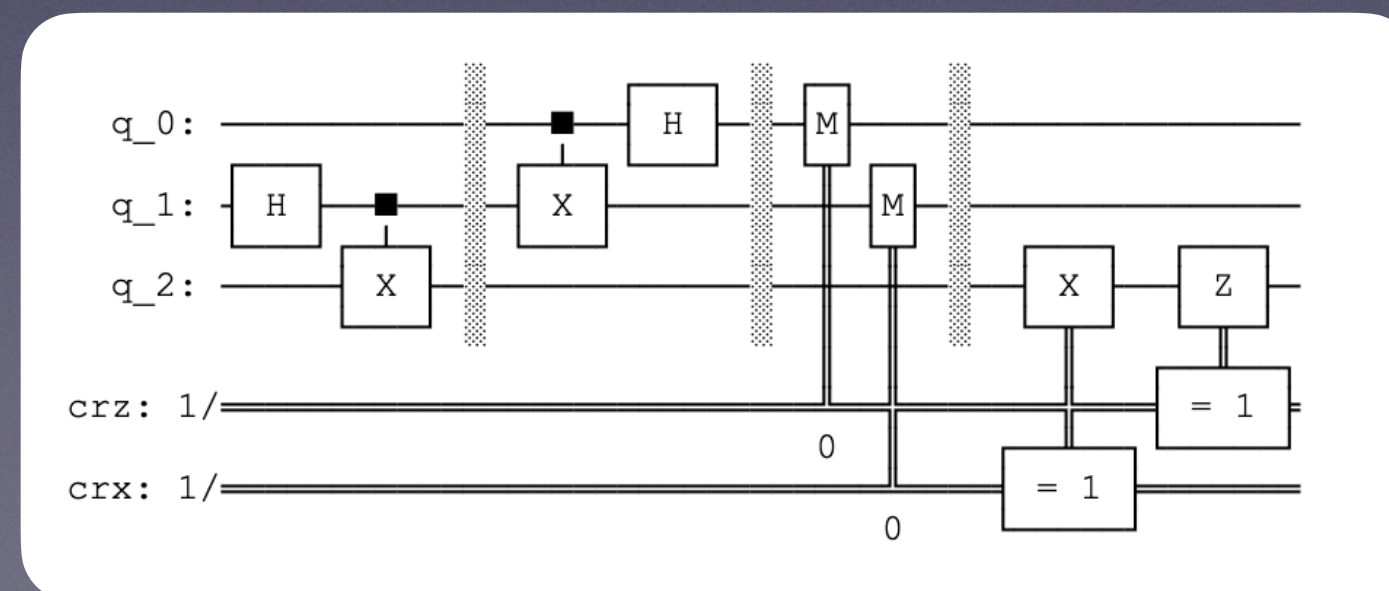 q_0: H M
q_1: H X M
q_2: X X Z
crz: 1/ = 1
0
crx: 1/ = 1
0